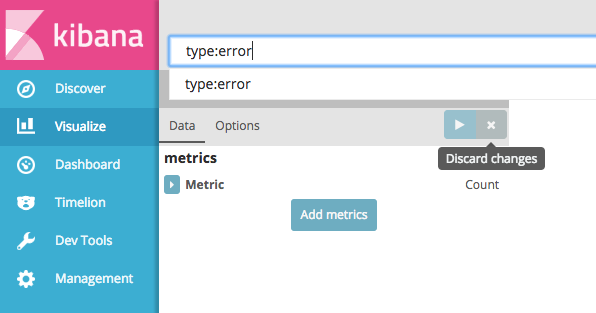 kibana
type:error
type:error
Discover
Visualize
Dashboard
Timelion
Dev Tools
Management
Data Options
Discard changes
metrics
Metric Count
Add metrics